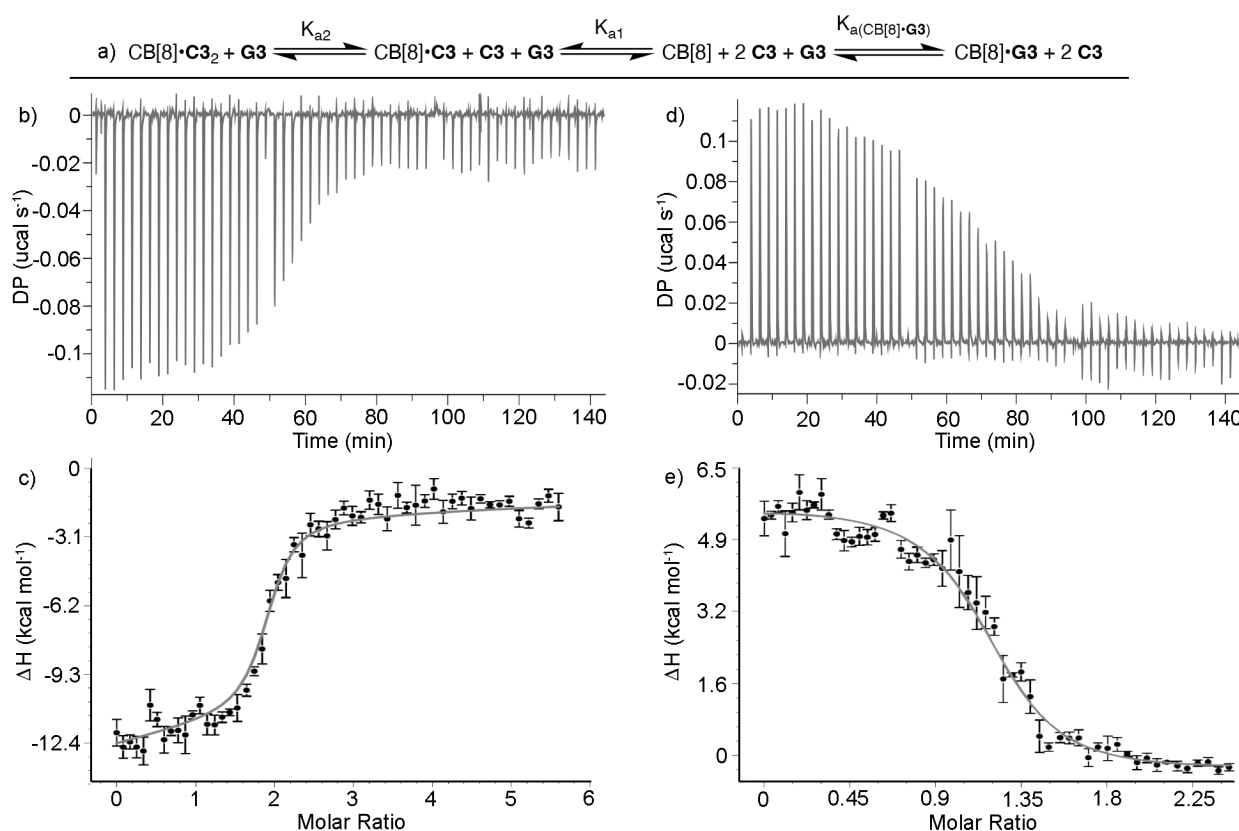 Ka2 Ka1 Ka(CB[8]•G3)
a) CB[8]•C3₂ + G3 CB[8]•C3 + C3 + G3 CB[8] + 2 C3 + G3 CB[8]•G3 + 2 C3
b)
0
-0.02
-0.04
-0.06
-0.08
-0.1
DP (ucal s⁻¹)
0 20 40 60 80 100 120 140
Time (min)
d)
0.1
0.08
0.06
0.04
0.02
0
-0.02
DP (ucal s⁻¹)
0 20 40 60 80 100 120 140
Time (min)
c)
0
-3.1
-6.2
-9.3
-12.4
ΔH (kcal mol⁻¹)
0 1 2 3 4 5 6
Molar Ratio
e)
6.5
4.9
3.2
1.6
0
ΔH (kcal mol⁻¹)
0 0.45 0.9 1.35 1.8 2.25
Molar Ratio